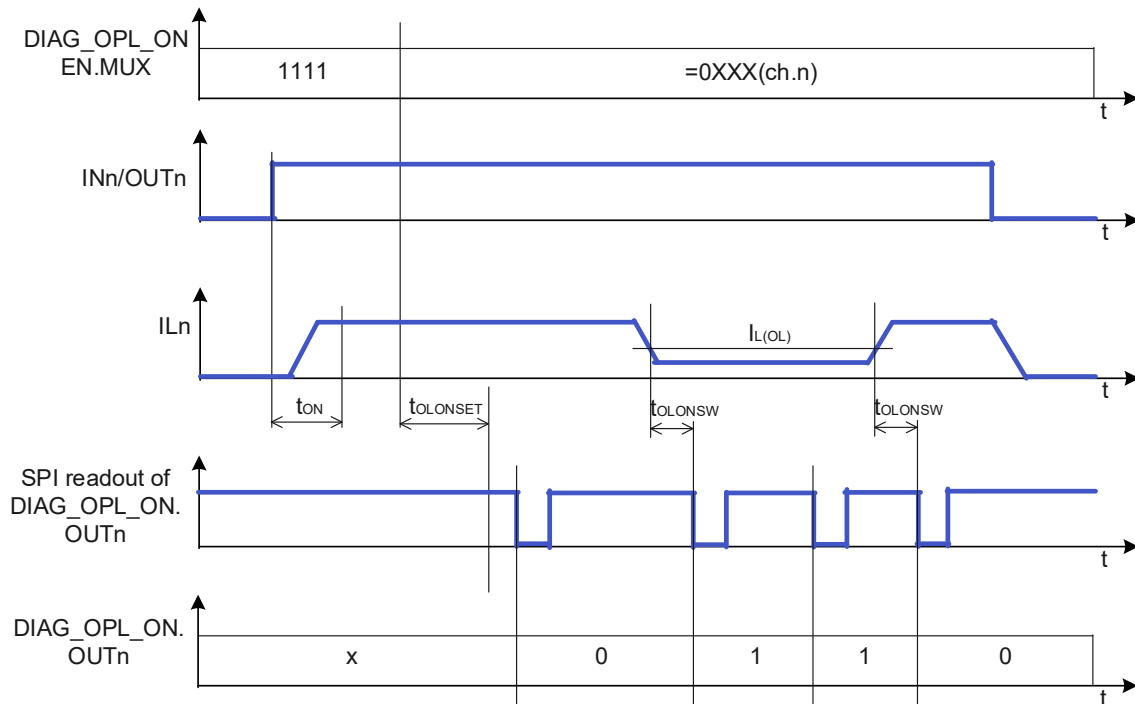 DIAG_OPL_ON
EN.MUX
1111
=0XXX(ch.n)
t
INn/OUTn
t
ILn
IL(OL)
t
tON
tOLONSET
tOLONSW
tOLONSW
SPI readout of
DIAG_OPL_ON.
OUTn
t
DIAG_OPL_ON.
OUTn
x
0
1
1
0
t